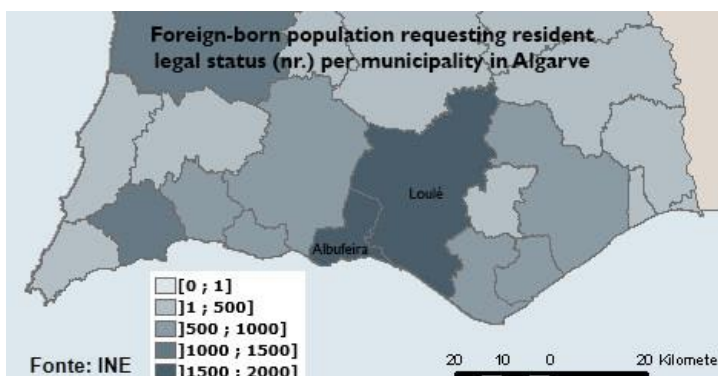 Foreign-born population requesting resident
legal status (nr.) per municipality in Algarve
Loulé
Albufeira
[0 ; 1]
]1 ; 500]
]500 ; 1000]
]1000 ; 1500]
]1500 ; 2000]
Fonte: INE
20 10 0 20 Kilomete